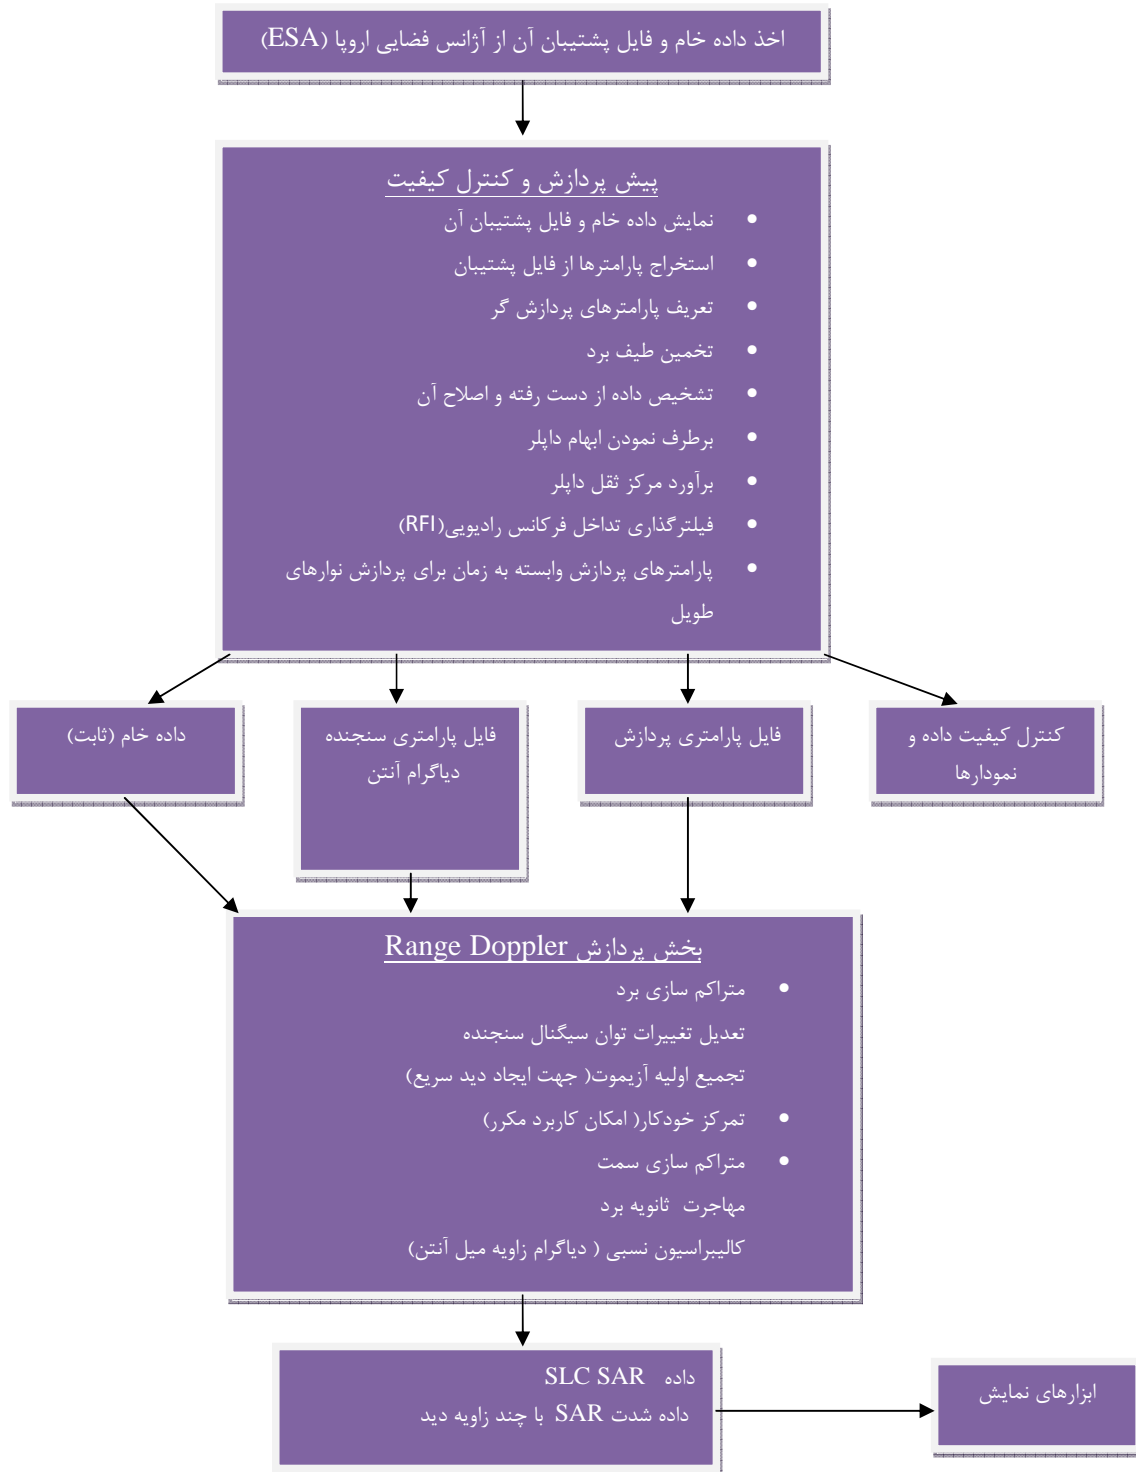 اخذ داده خام و فایل پشتیبان آن از آژانس فضایی اروپا (ESA)
پیش پردازش و کنترل کیفیت
• نمایش داده خام و فایل پشتیبان آن
• استخراج پارامترها از فایل پشتیبان
• تعریف پارامترهای پردازش گر
• تخمین طیف برد
• تشخیص داده از دست رفته و اصلاح آن
• برطرف نمودن ابهام داپلر
• برآورد مرکز ثقل داپلر
• فیلترگذاری تداخل فرکانس رادیویی(RFI)
• پارامترهای پردازش وابسته به زمان برای پردازش نوارهای
طویل
کنترل کیفیت داده و
نمودارها
فایل پارامتری پردازش
فایل پارامتری سنجنده
دیاگرام آنتن
داده خام (ثابت)
بخش پردازش Range Doppler
• متراکم سازی برد
تعدیل تغییرات توان سیگنال سنجنده
تجمیع اولیه آزیموت( جهت ایجاد دید سریع)
• تمرکز خودکار( امکان کاربرد مکرر)
• متراکم سازی سمت
مهاجرت ثانویه برد
کالیبراسیون نسبی ( دیاگرام زاویه میل آنتن)
داده SLC SAR
داده شدت SAR با چند زاویه دید
ابزارهای نمایش